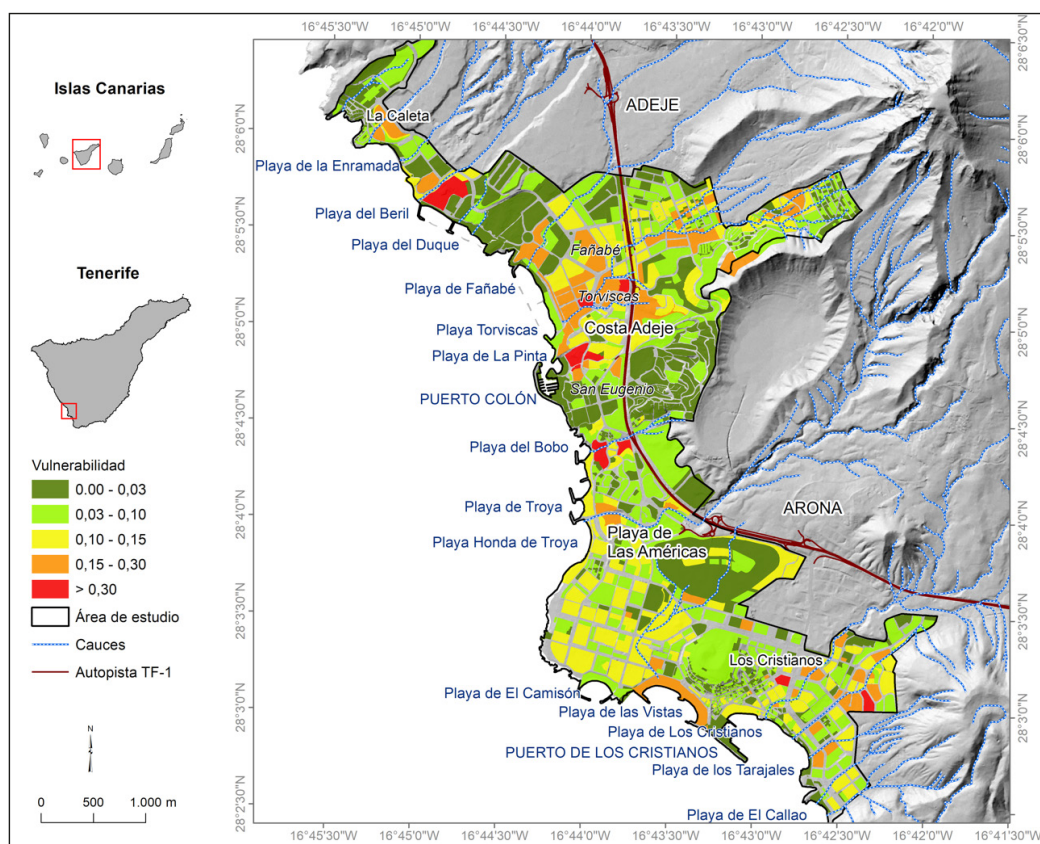 16°45'30"W 16°45'0"W 16°44'30"W 16°44'0"W 16°43'30"W 16°43'0"W 16°42'30"W 16°42'0"W
28°6'30"N
28°6'0"N
28°5'30"N
28°5'0"N
28°4'30"N
28°4'0"N
28°3'30"N
28°3'0"N
28°2'30"N
Islas Canarias
Tenerife
Vulnerabilidad
0.00 - 0,03
0,03 - 0,10
0,10 - 0,15
0,15 - 0,30
> 0,30
Área de estudio
Cauces
Autopista TF-1
N
0 500 1.000 m
ADEJE
La Caleta
Playa de la Enramada
Playa del Beril
Playa del Duque
Fañabé
Playa de Fañabé
Torviscas
Playa Torviscas
Costa Adeje
Playa de La Pinta
San Eugenio
PUERTO COLÓN
Playa del Bobo
Playa de Troya
ARONA
Playa Honda de Troya
Playa de
Las Américas
Los Cristianos
Playa de El Camisón
Playa de las Vistas
Playa de Los Cristianos
PUERTO DE LOS CRISTIANOS
Playa de los Tarajales
Playa de El Callao
28°6'30"N
28°6'0"N
28°5'30"N
28°5'0"N
28°4'30"N
28°4'0"N
28°3'30"N
28°3'0"N
16°45'30"W 16°45'0"W 16°44'30"W 16°44'0"W 16°43'30"W 16°43'0"W 16°42'30"W 16°42'0"W 16°41'30"W